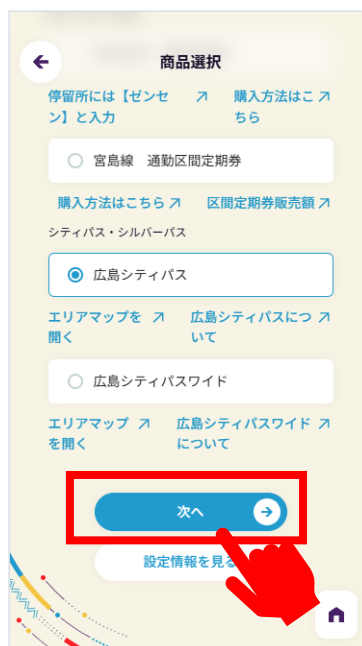 商品選択
停留所には【ゼンセ 購入方法はこ
ン】と入力 ちら
宮島線 通勤区間定期券
購入方法はこちら 区間定期券販売額
シティパス・シルバーパス
広島シティパス
エリアマップを 広島シティパスにつ
開く いて
広島シティパスワイド
エリアマップ 広島シティパスワイド
を開く について
次へ
設定情報を見る